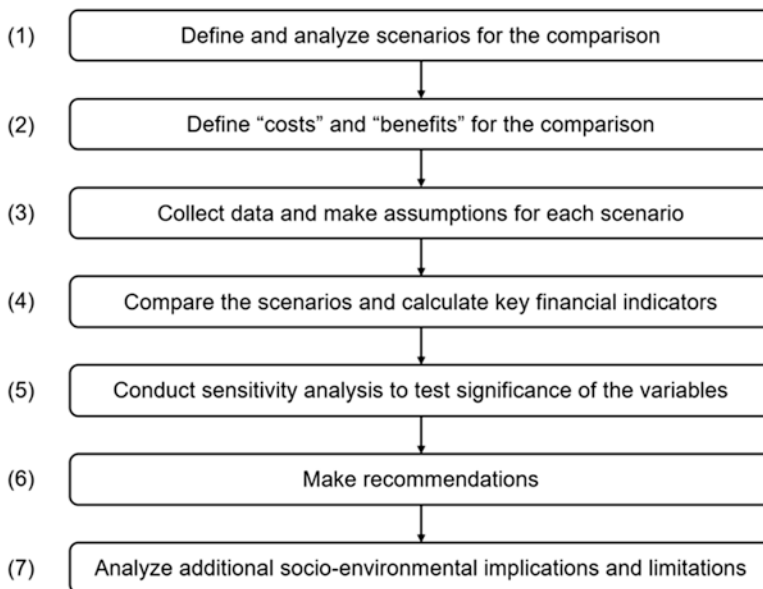 (1) Define and analyze scenarios for the comparison
(2) Define “costs” and “benefits” for the comparison
(3) Collect data and make assumptions for each scenario
(4) Compare the scenarios and calculate key financial indicators
(5) Conduct sensitivity analysis to test significance of the variables
(6) Make recommendations
(7) Analyze additional socio-environmental implications and limitations